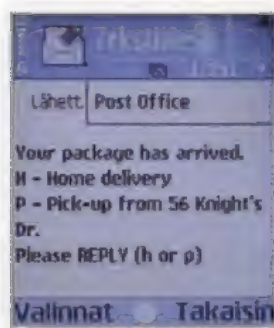 Lähett. Post Office
Your package has arrived.
H - Home delivery
P - Pick-up from 56 Knight's
Dr.
Please REPLY (h or p)
Valinnat Takaisin